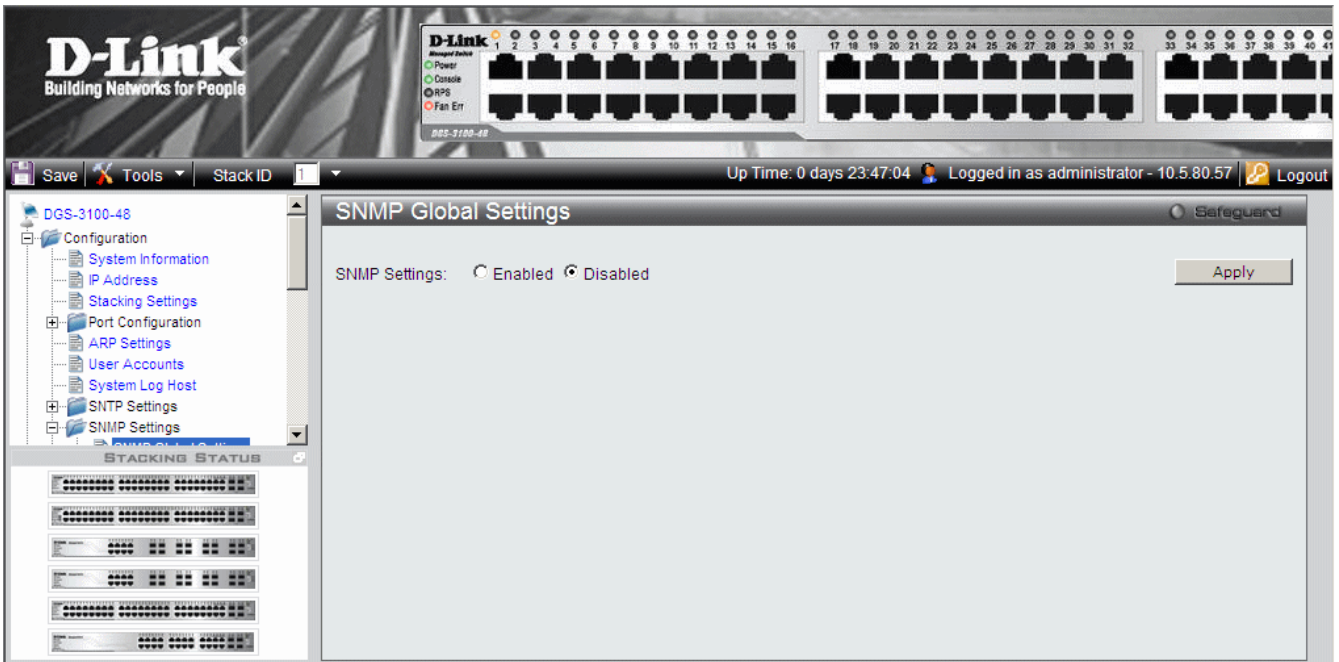 D-Link
Building Networks for People
D-Link
Managed Switch
Power
Console
RPS
Fan Err
1 2 3 4 5 6 7 8 9 10 11 12 13 14 15 16 17 18 19 20 21 22 23 24 25 26 27 28 29 30 31 32 33 34 35 36 37 38 39 40 41
DGS-3100-48
Save Tools Stack ID 1 Up Time: 0 days 23:47:04 Logged in as administrator - 10.5.80.57 Logout
DGS-3100-48
Configuration
System Information
IP Address
Stacking Settings
Port Configuration
ARP Settings
User Accounts
System Log Host
SNTP Settings
SNMP Settings
STACKING STATUS
SNMP Global Settings
Safeguard
SNMP Settings: Enabled Disabled
Apply